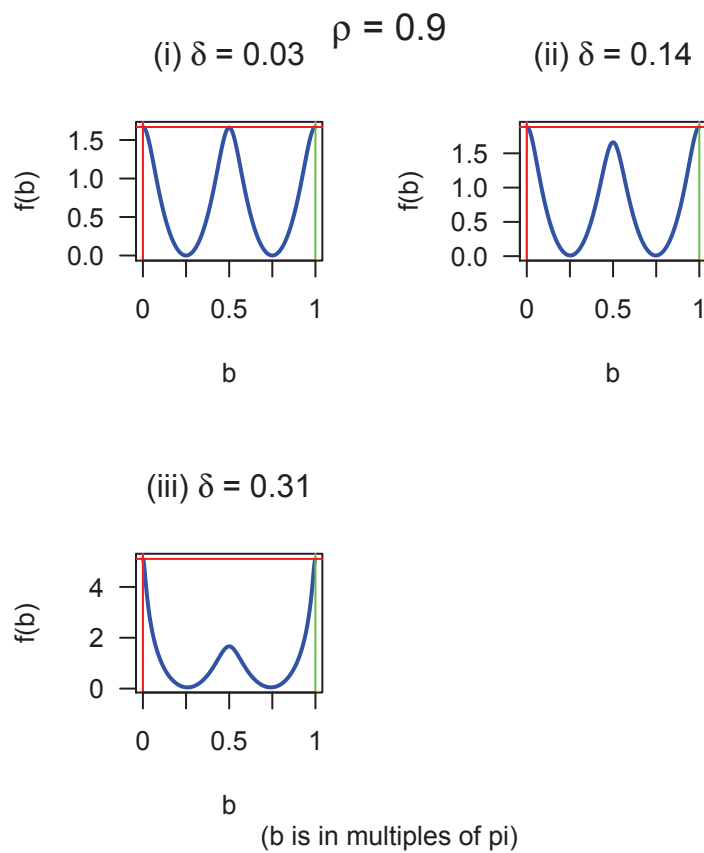 ρ = 0.9
(i) δ = 0.03
(ii) δ = 0.14
f(b)
1.5
1.0
0.5
0.0
0
0.5
1
b
f(b)
1.5
1.0
0.5
0.0
0
0.5
1
b
(iii) δ = 0.31
f(b)
4
2
0
0
0.5
1
b
(b is in multiples of pi)